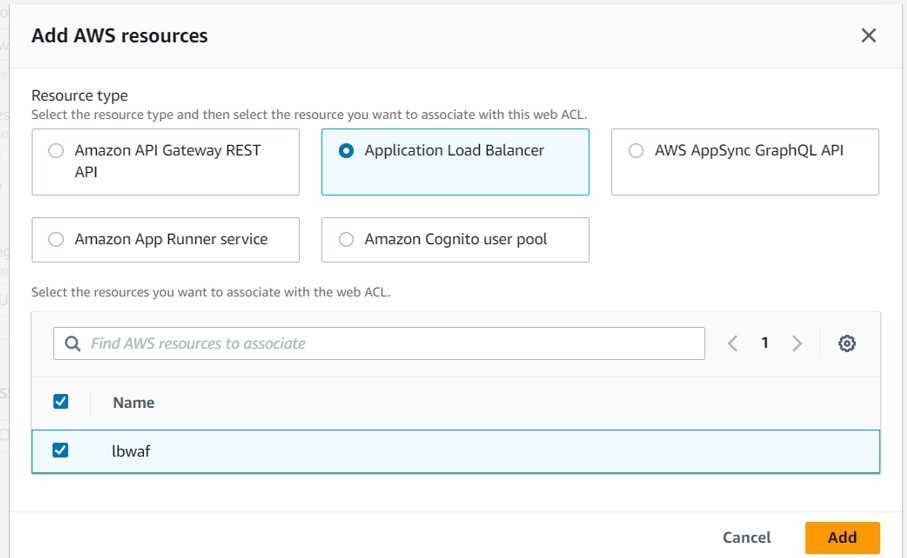 Add AWS resources
Resource type
Select the resource type and then select the resource you want to associate with this web ACL.
Amazon API Gateway REST
API
Application Load Balancer
AWS AppSync GraphQL API
Amazon App Runner service
Amazon Cognito user pool
Select the resources you want to associate with the web ACL.
Find AWS resources to associate
1
Name
lbwaf
Cancel
Add